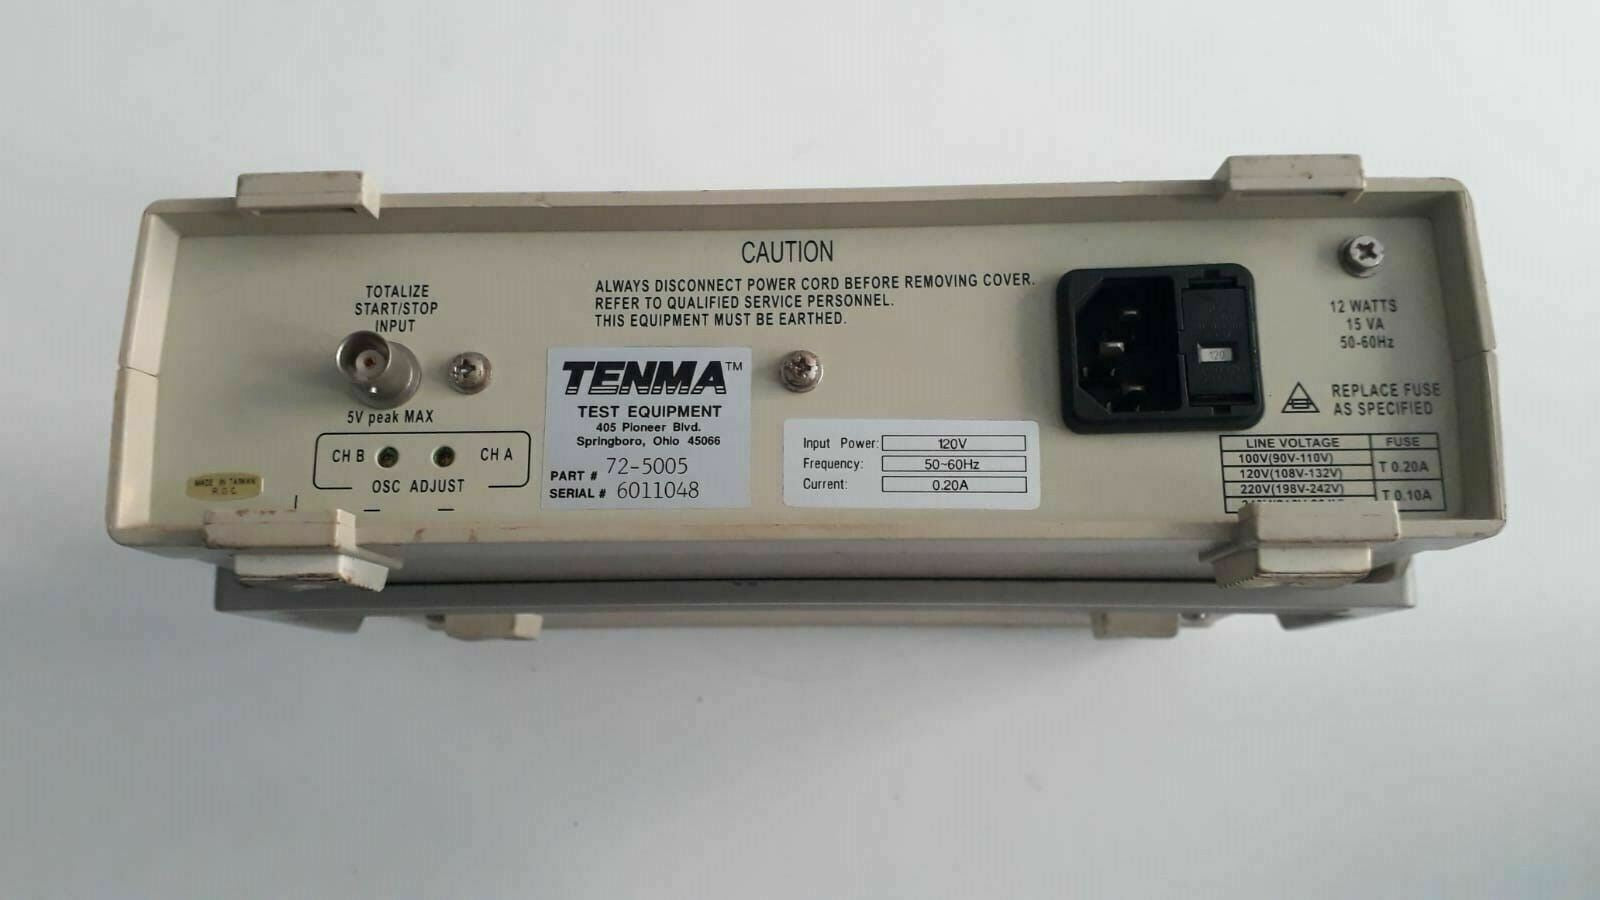 CAUTION
ALWAYS DISCONNECT POWER CORD BEFORE REMOVING COVER.
REFER TO QUALIFIED SERVICE PERSONNEL.
THIS EQUIPMENT MUST BE EARTHED.
TOTALIZE
START/STOP
INPUT
5V peak MAX
CH B CH A
OSC ADJUST
MADE IN TAIWAN
R.O.C.
TENMA™
TEST EQUIPMENT
405 Pioneer Blvd.
Springboro, Ohio 45066
PART # 72-5005
SERIAL # 6011048
Input Power: 120V
Frequency: 50~60Hz
Current: 0.20A
120
12 WATTS
15 VA
50-60Hz
REPLACE FUSE
AS SPECIFIED
LINE VOLTAGE FUSE
100V(90V-110V)
120V(108V-132V) T 0.20A
220V(198V-242V)
T 0.10A